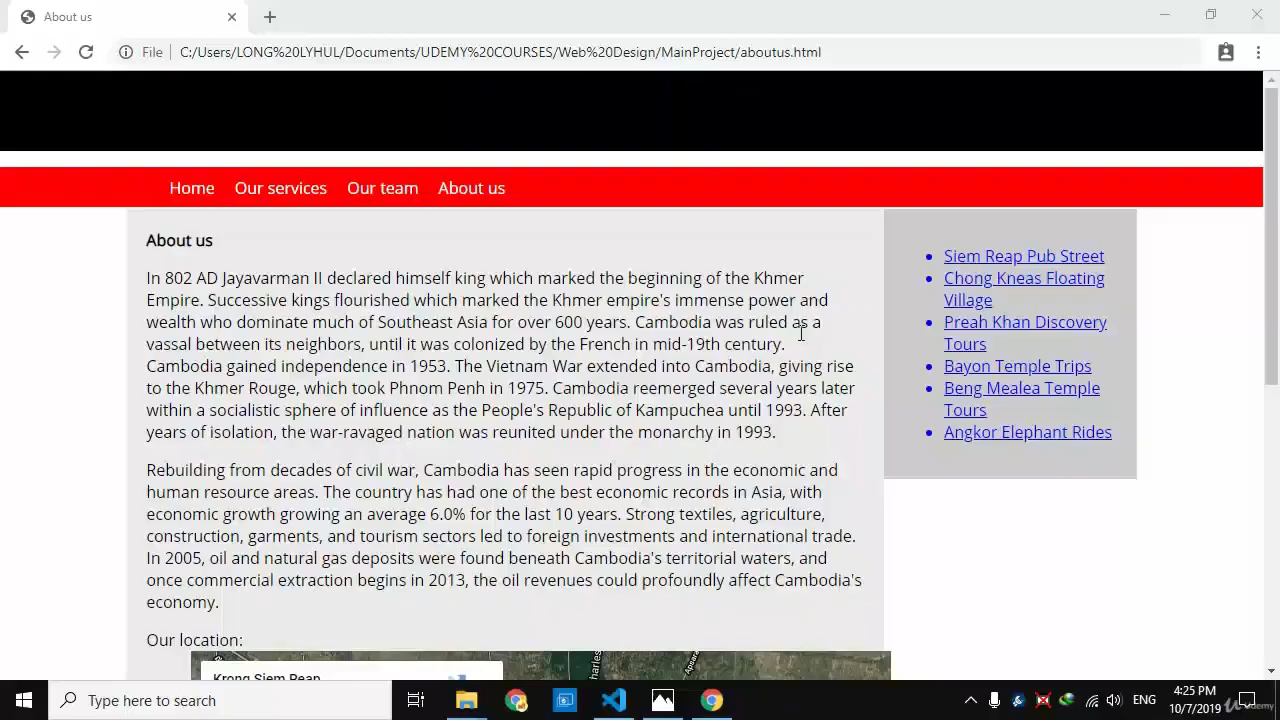 About us
File
C:/Users/LONG%20LYHUL/Documents/UDEMY%20COURSES/Web%20Design/MainProject/aboutus.html
Home Our services Our team About us
About us
In 802 AD Jayavarman II declared himself king which marked the beginning of the Khmer
Empire. Successive kings flourished which marked the Khmer empire's immense power and
wealth who dominate much of Southeast Asia for over 600 years. Cambodia was ruled as a
vassal between its neighbors, until it was colonized by the French in mid-19th century.
Cambodia gained independence in 1953. The Vietnam War extended into Cambodia, giving rise
to the Khmer Rouge, which took Phnom Penh in 1975. Cambodia reemerged several years later
within a socialistic sphere of influence as the People's Republic of Kampuchea until 1993. After
years of isolation, the war-ravaged nation was reunited under the monarchy in 1993.
Rebuilding from decades of civil war, Cambodia has seen rapid progress in the economic and
human resource areas. The country has had one of the best economic records in Asia, with
economic growth growing an average 6.0% for the last 10 years. Strong textiles, agriculture,
construction, garments, and tourism sectors led to foreign investments and international trade.
In 2005, oil and natural gas deposits were found beneath Cambodia's territorial waters, and
once commercial extraction begins in 2013, the oil revenues could profoundly affect Cambodia's
economy.
Our location:
Krong Siem Reap
Siem Reap Pub Street
Chong Kneas Floating
Village
Preah Khan Discovery
Tours
Bayon Temple Trips
Beng Mealea Temple
Tours
Angkor Elephant Rides
Type here to search
ENG
4:25 PM
10/7/2019
Udemy